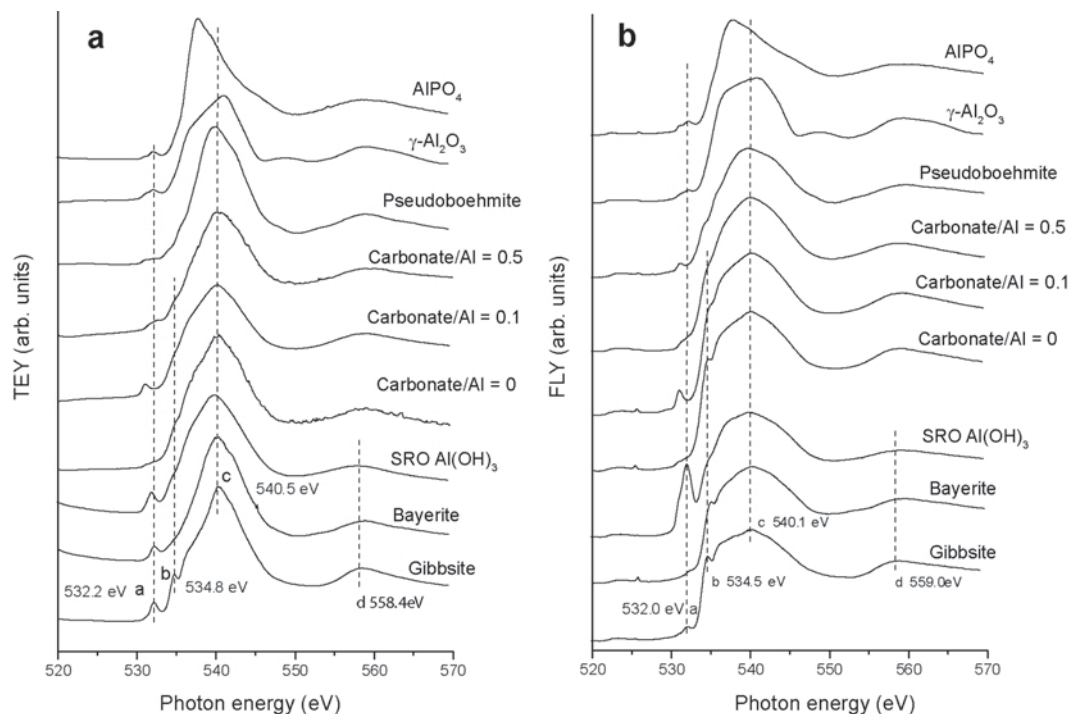 a
AlPO4
γ-Al2O3
Pseudoboehmite
Carbonate/Al = 0.5
Carbonate/Al = 0.1
Carbonate/Al = 0
SRO Al(OH)3
c
540.5 eV
Bayerite
Gibbsite
532.2 eV
a
b
534.8 eV
d 558.4eV
TEY (arb. units)
520
530
540
550
560
570
Photon energy (eV)
b
AlPO4
γ-Al2O3
Pseudoboehmite
Carbonate/Al = 0.5
Carbonate/Al = 0.1
Carbonate/Al = 0
SRO Al(OH)3
Bayerite
c 540.1 eV
Gibbsite
b 534.5 eV
d 559.0eV
532.0 eV a
FLY (arb. units)
520
530
540
550
560
570
Photon energy (eV)